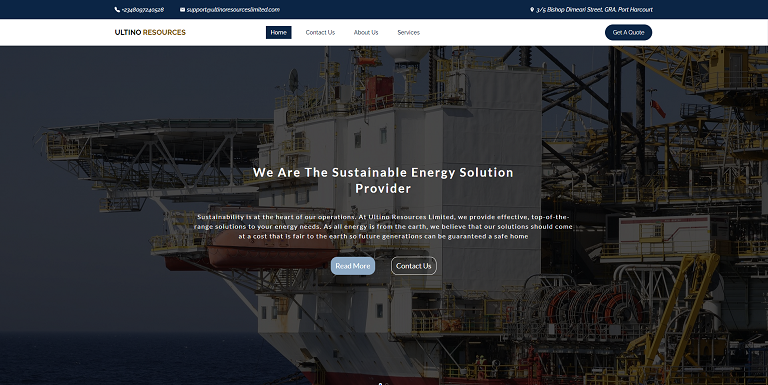 +2348097240528 support@ultinoresourceslimited.com 3/5 Bishop Dimeari Street, GRA, Port Harcourt
ULTINO RESOURCES Home Contact Us About Us Services Get A Quote
We Are The Sustainable Energy Solution
Provider
Sustainability is at the heart of our operations. At Ultino Resources Limited, we provide effective, top-of-the-
range solutions to your energy needs. As all energy is from the earth, we believe that our solutions should come
at a cost that is fair to the earth so future generations can be guaranteed a safe home
Read More Contact Us